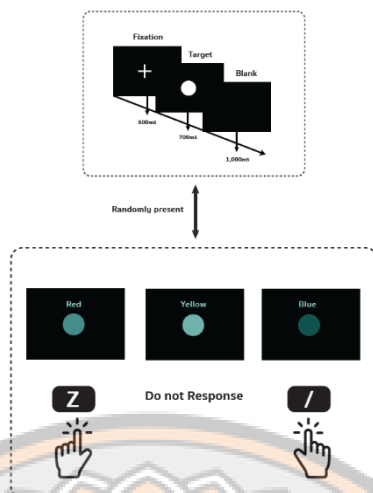 Fixation
Target
Blank
500ms
700ms
1,000ms
Randomly present
Red
Yellow
Blue
Z
Do not Response
/